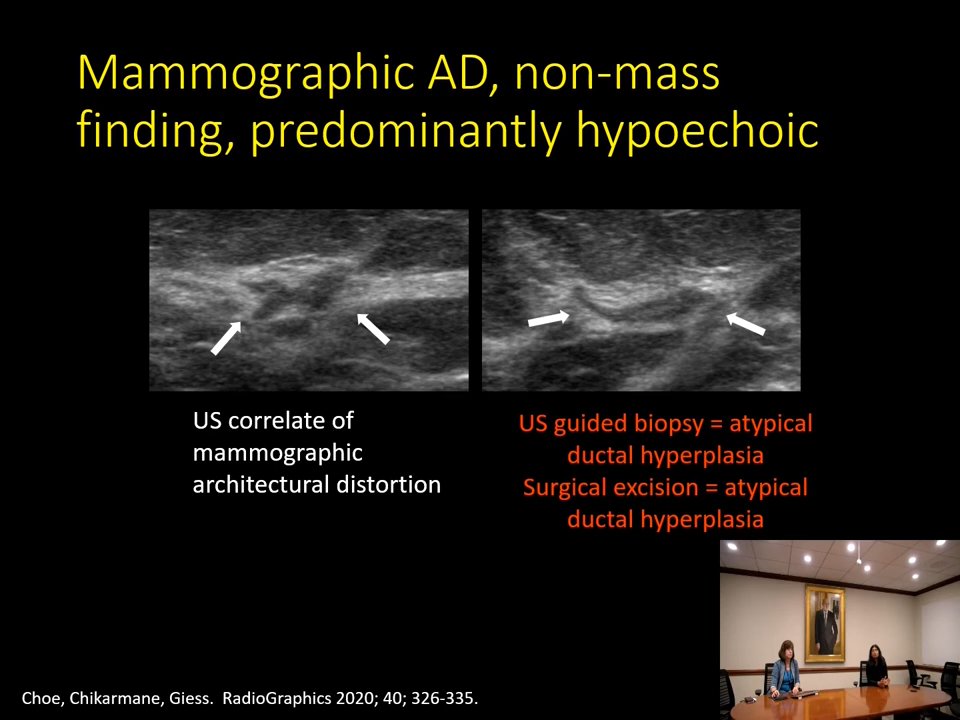 Mammographic AD, non-mass
finding, predominantly hypoechoic
US correlate of
mammographic
architectural distortion
US guided biopsy = atypical
ductal hyperplasia
Surgical excision = atypical
ductal hyperplasia
Choe, Chikarmane, Giess. RadioGraphics 2020; 40; 326-335.